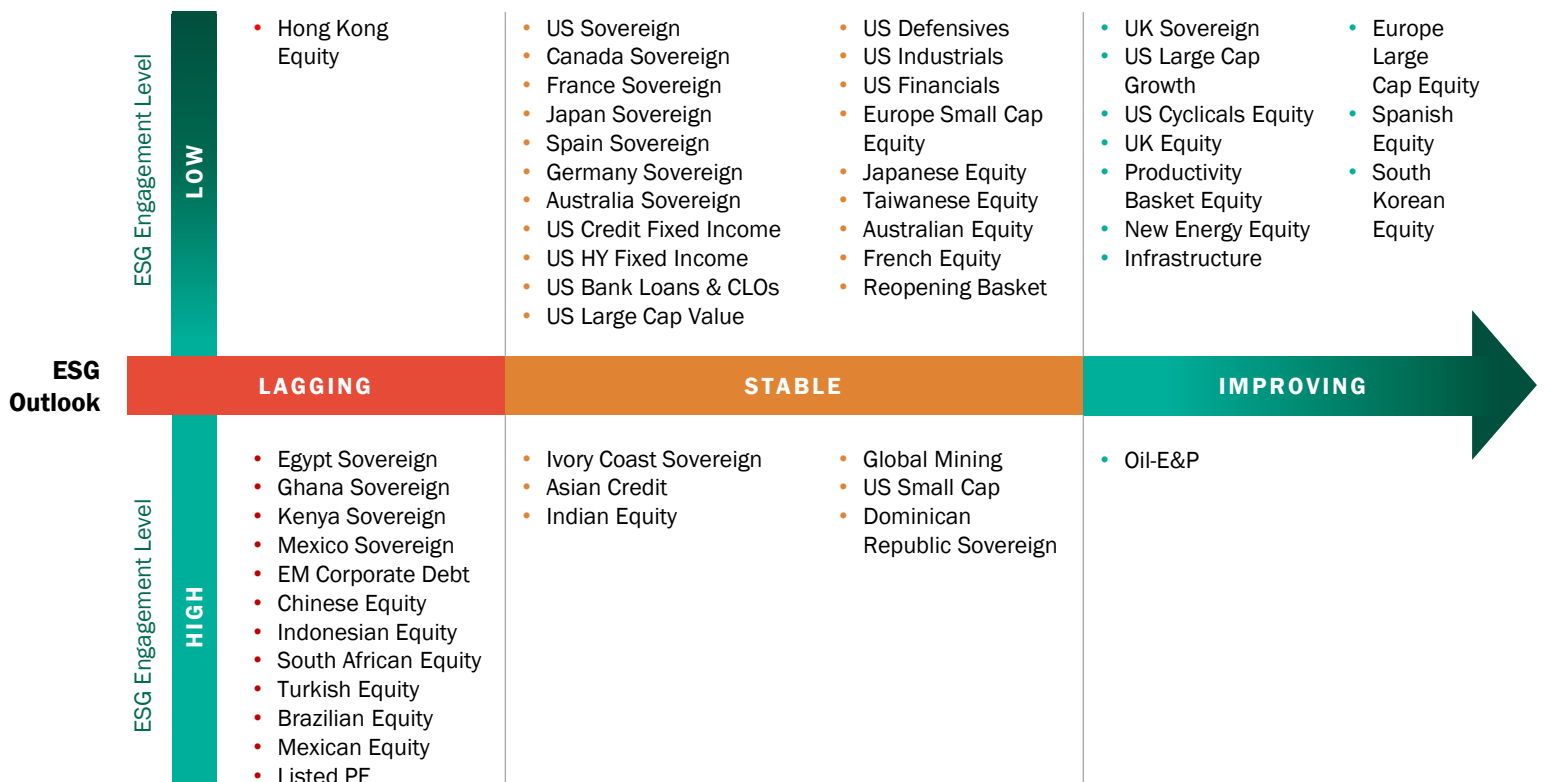 ESG Engagement Level
LOW
Hong Kong
Equity
US Sovereign
Canada Sovereign
France Sovereign
Japan Sovereign
Spain Sovereign
Germany Sovereign
Australia Sovereign
US Credit Fixed Income
US HY Fixed Income
US Bank Loans & CLOs
US Large Cap Value
US Defensives
US Industrials
US Financials
Europe Small Cap
Equity
Japanese Equity
Taiwanese Equity
Australian Equity
French Equity
Reopening Basket
UK Sovereign
US Large Cap
Growth
US Cyclicals Equity
UK Equity
Productivity
Basket Equity
New Energy Equity
Infrastructure
Europe
Large
Cap Equity
Spanish
Equity
South
Korean
Equity
ESG
Outlook
LAGGING
STABLE
IMPROVING
ESG Engagement Level
HIGH
Egypt Sovereign
Ghana Sovereign
Kenya Sovereign
Mexico Sovereign
EM Corporate Debt
Chinese Equity
Indonesian Equity
South African Equity
Turkish Equity
Brazilian Equity
Mexican Equity
Listed PE
Ivory Coast Sovereign
Asian Credit
Indian Equity
Global Mining
US Small Cap
Dominican
Republic Sovereign
Oil-E&P